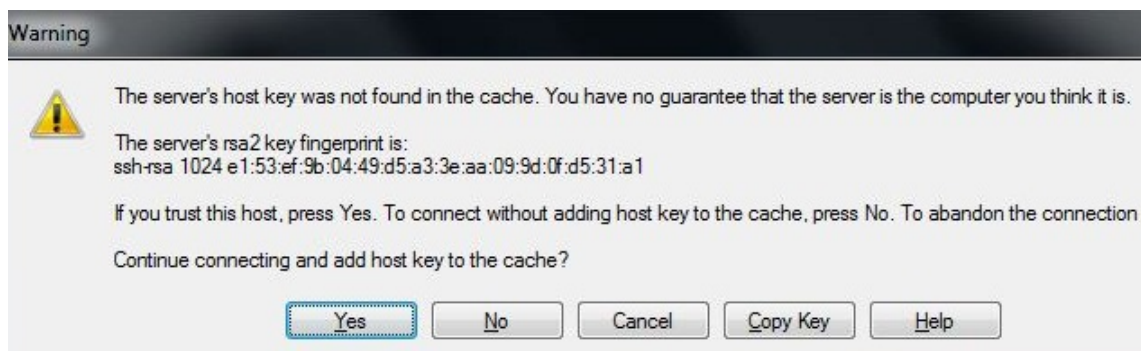 Warning
The server's host key was not found in the cache. You have no guarantee that the server is the computer you think it is.
The server's rsa2 key fingerprint is:
ssh-rsa 1024 e1:53:ef:9b:04:49:d5:a3:3e:aa:09:9d:0f:d5:31:a1
If you trust this host, press Yes. To connect without adding host key to the cache, press No. To abandon the connection
Continue connecting and add host key to the cache?
Yes No Cancel Copy Key Help